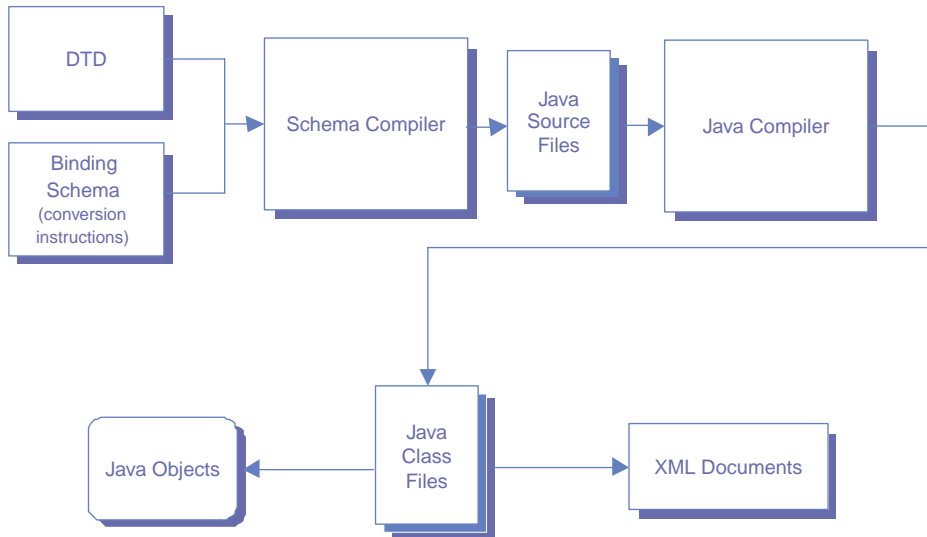 DTD
Binding
Schema
(conversion
instructions)
Schema Compiler
Java
Source
Files
Java Compiler
Java Objects
Java
Class
Files
XML Documents